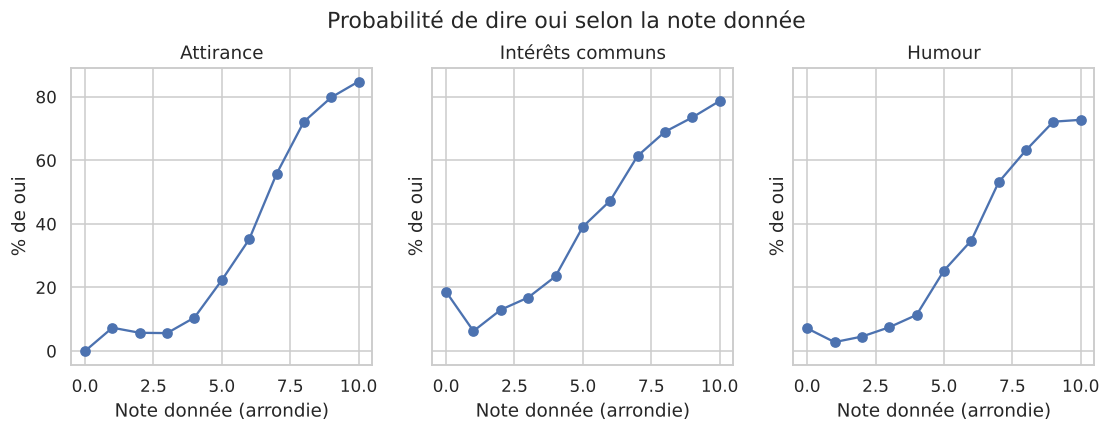 Probabilité de dire oui selon la note donnée
Attirance
Intérêts communs
Humour
% de oui
80
60
40
20
0
0.0 2.5 5.0 7.5 10.0
Note donnée (arrondie)
% de oui
0.0 2.5 5.0 7.5 10.0
Note donnée (arrondie)
% de oui
0.0 2.5 5.0 7.5 10.0
Note donnée (arrondie)